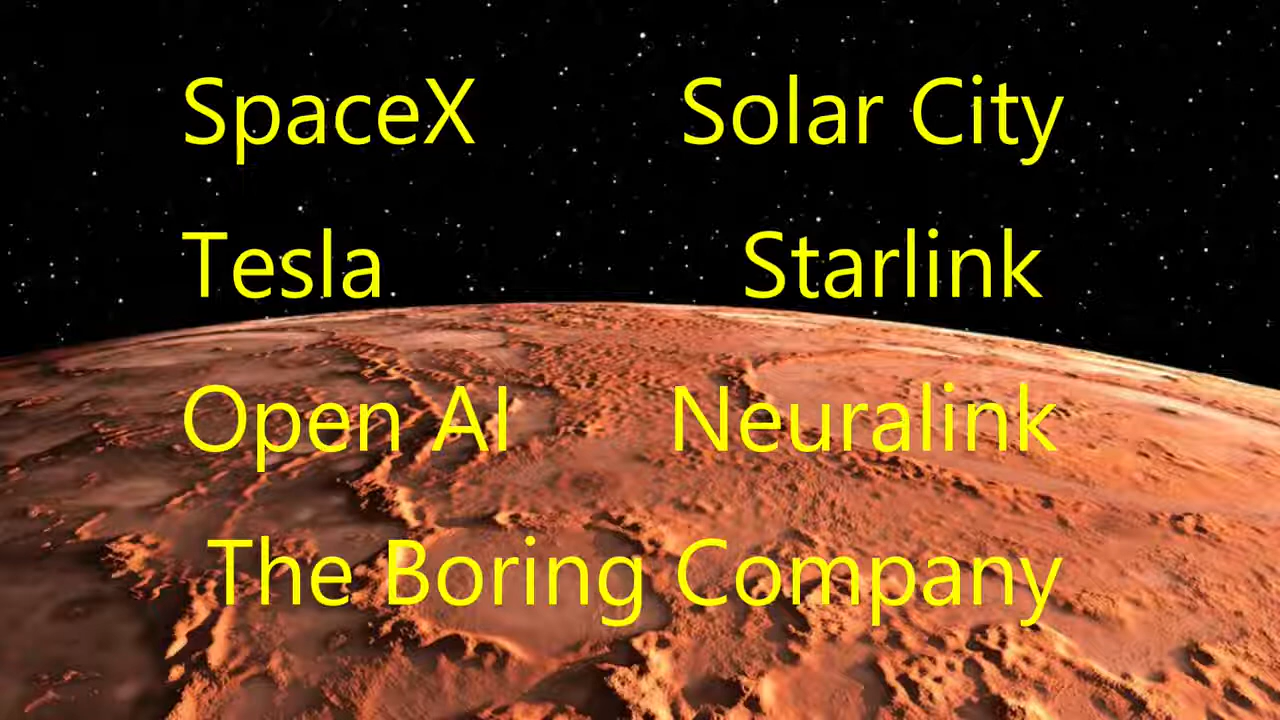 SpaceX Solar City
Tesla Starlink
Open AI Neuralink
The Boring Company